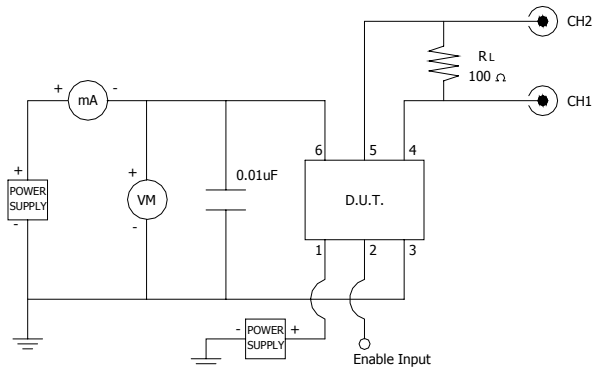 CH2
RL
100 Ω
CH1
+
-
mA
6
5
4
+
POWER
SUPPLY
-
+
VM
-
0.01uF
D.U.T.
1
2
3
-
POWER
SUPPLY
+
Enable Input